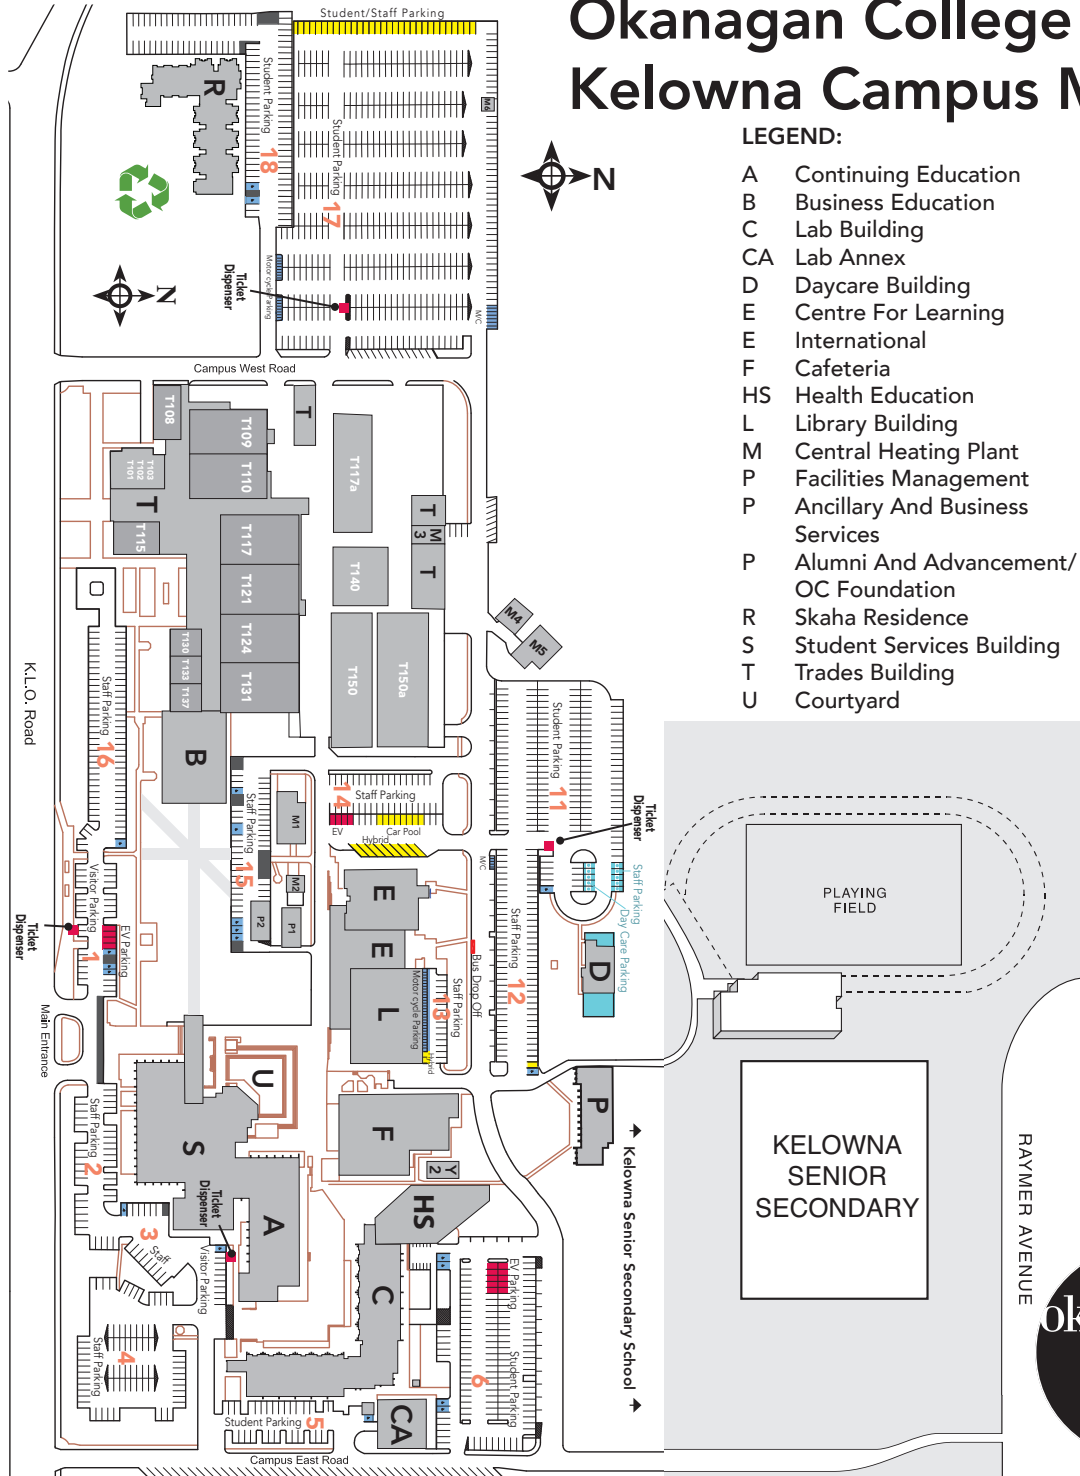 Okanagan College
Kelowna Campus M
LEGEND:
A Continuing Education
B Business Education
C Lab Building
CA Lab Annex
D Daycare Building
E Centre For Learning
E International
F Cafeteria
HS Health Education
L Library Building
M Central Heating Plant
P Facilities Management
P Ancillary And Business
Services
P Alumni And Advancement/
OC Foundation
R Skaha Residence
S Student Services Building
T Trades Building
U Courtyard
Student/Staff Parking
R
Student Parking
18
Student Parking
17
M6
N
N
Ticket
Dispenser
Motorcycle Parking
M/C
Campus West Road
T108
T109
T110
T
T103
T102
T101
T
T115
T117
T121
T124
T131
T130
T133
T137
T117a
T140
T150
T150a
T
M
3
T
M4
M5
K.L.O. Road
Staff Parking
16
B
Staff Parking
15
M1
M2
P2
P1
14
Staff Parking
EV
Car Pool
Hybrid
Student Parking
11
Ticket
Dispenser
Staff Parking
Day Care Parking
D
M/C
Staff Parking
12
Bus Drop Off
Staff Parking
13
Motorcycle Parking
Hybrid
E
E
L
Visitor Parking
1
EV Parking
Ticket
Dispenser
Main Entrance
U
S
F
Y
2
P
HS
A
C
CA
Staff Parking
2
3
Staff
Visitor Parking
Ticket
Dispenser
4
Staff Parking
Student Parking
5
Campus East Road
EV Parking
6
Student Parking
Kelowna Senior Secondary School
PLAYING
FIELD
KELOWNA
SENIOR
SECONDARY
RAYMER AVENUE
ok